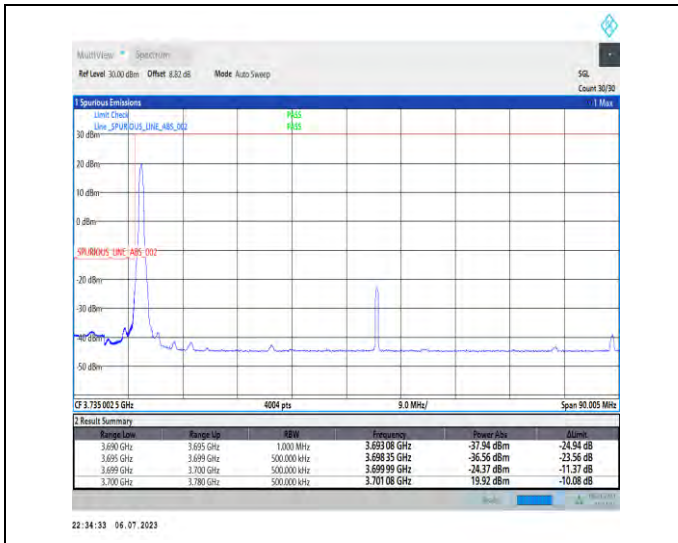 MultiView Spectrum
Ref Level 30.00 dBm Offset 8.82 dB Mode Auto Sweep SGL
Count 30/30
1 Spurious Emissions 1 Max
Limit Check PASS
Line _SPURIOUS_LINE_ABS_002 PASS
30 dBm
20 dBm
10 dBm
0 dBm
_SPURIOUS_LINE_ABS_002
-20 dBm
-30 dBm
-40 dBm
-50 dBm
CF 3.735 002 5 GHz 4004 pts 9.0 MHz/ Span 90.005 MHz
2 Result Summary
Range Low Range Up RBW Frequency Power Abs ΔLimit
3.690 GHz 3.695 GHz 1.000 MHz 3.693 08 GHz -37.94 dBm -24.94 dB
3.695 GHz 3.699 GHz 500.000 kHz 3.698 35 GHz -36.56 dBm -23.56 dB
3.699 GHz 3.700 GHz 500.000 kHz 3.699 99 GHz -24.37 dBm -11.37 dB
3.700 GHz 3.780 GHz 500.000 kHz 3.701 08 GHz 19.92 dBm -10.08 dB
22:34:33 06.07.2023